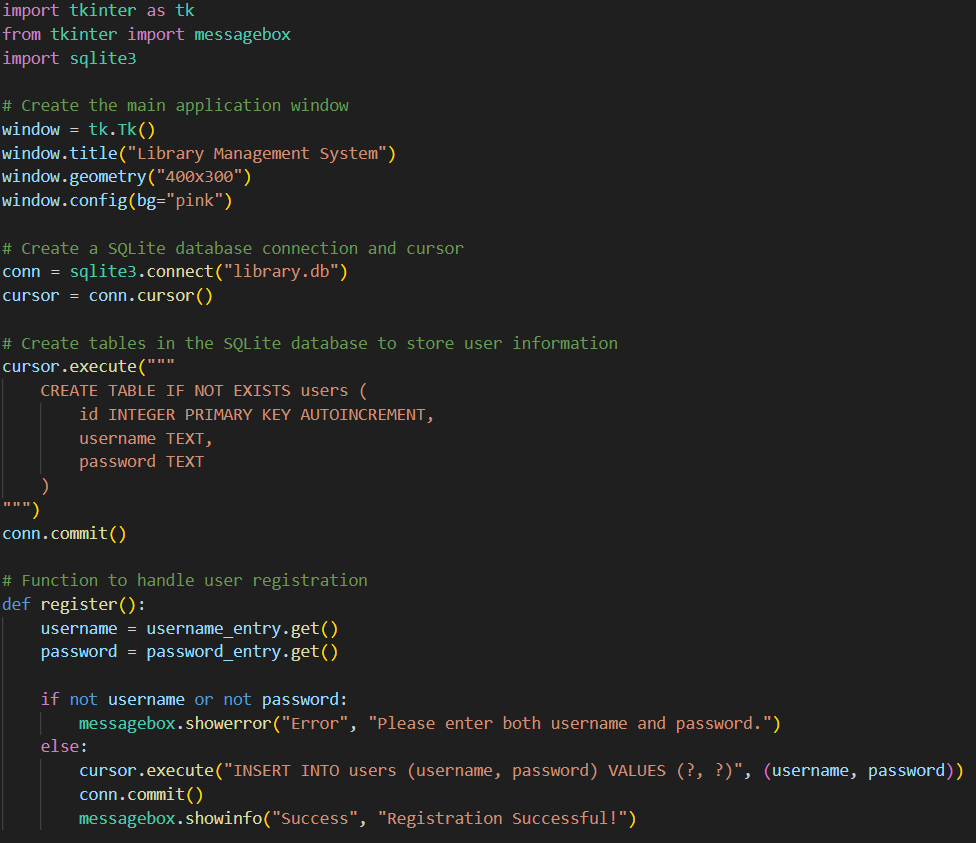 import tkinter as tk
from tkinter import messagebox
import sqlite3

# Create the main application window
window = tk.Tk()
window.title("Library Management System")
window.geometry("400x300")
window.config(bg="pink")

# Create a SQLite database connection and cursor
conn = sqlite3.connect("library.db")
cursor = conn.cursor()

# Create tables in the SQLite database to store user information
cursor.execute("""
    CREATE TABLE IF NOT EXISTS users (
        id INTEGER PRIMARY KEY AUTOINCREMENT,
        username TEXT,
        password TEXT
    )
""")
conn.commit()

# Function to handle user registration
def register():
    username = username_entry.get()
    password = password_entry.get()

    if not username or not password:
        messagebox.showerror("Error", "Please enter both username and password.")
    else:
        cursor.execute("INSERT INTO users (username, password) VALUES (?, ?)", (username, password))
        conn.commit()
        messagebox.showinfo("Success", "Registration Successful!")